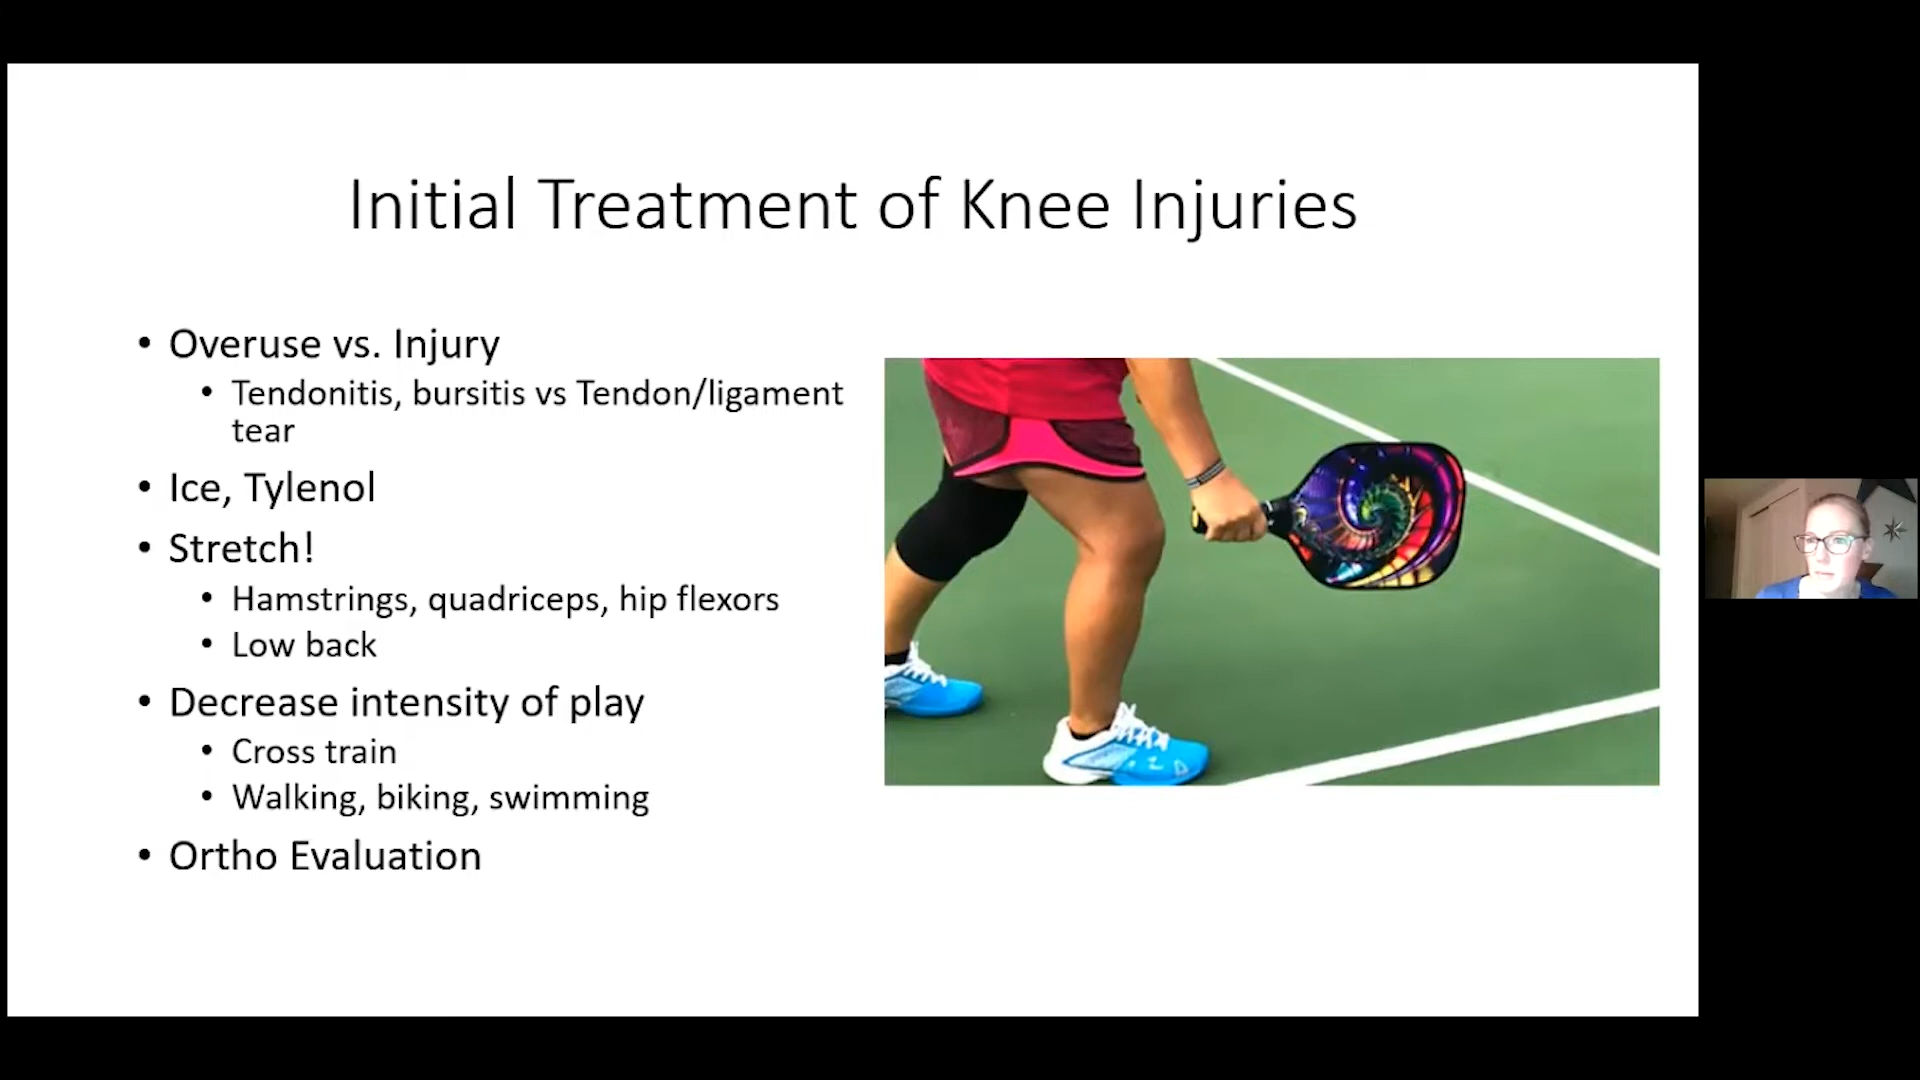 Initial Treatment of Knee Injuries
• Overuse vs. Injury
• Tendonitis, bursitis vs Tendon/ligament
tear
• Ice, Tylenol
• Stretch!
• Hamstrings, quadriceps, hip flexors
• Low back
• Decrease intensity of play
• Cross train
• Walking, biking, swimming
• Ortho Evaluation